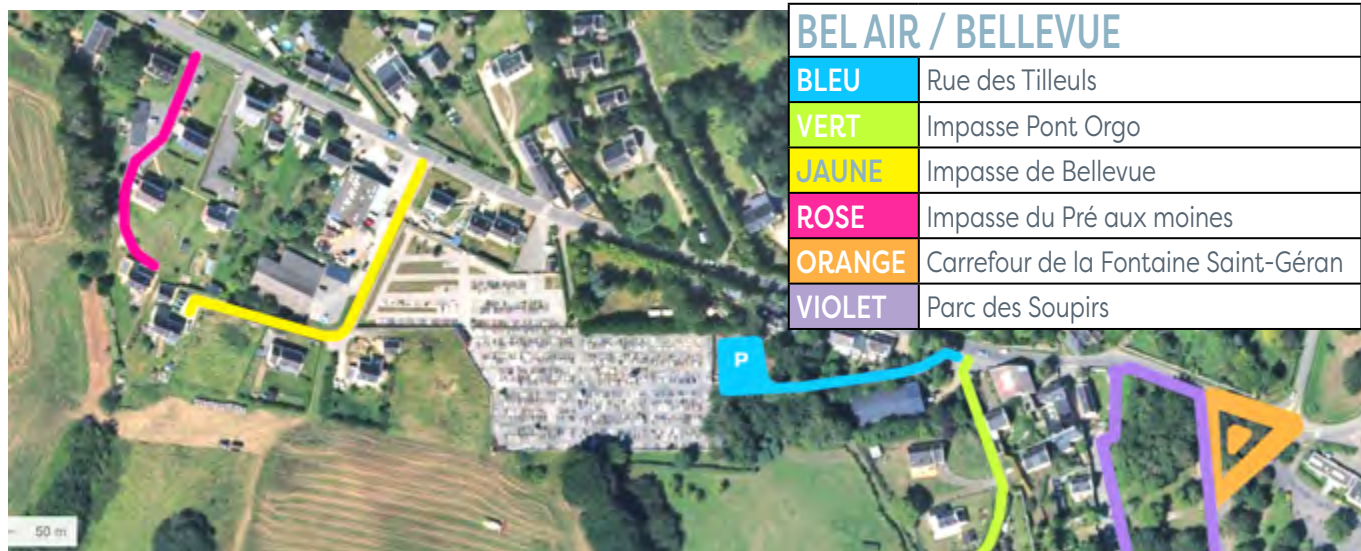 BEL AIR / BELLEVUE
BLEU Rue des Tilleuls
VERT Impasse Pont Orgo
JAUNE Impasse de Bellevue
ROSE Impasse du Pré aux moines
ORANGE Carrefour de la Fontaine Saint-Géran
VIOLET Parc des Soupirs
P
50 m